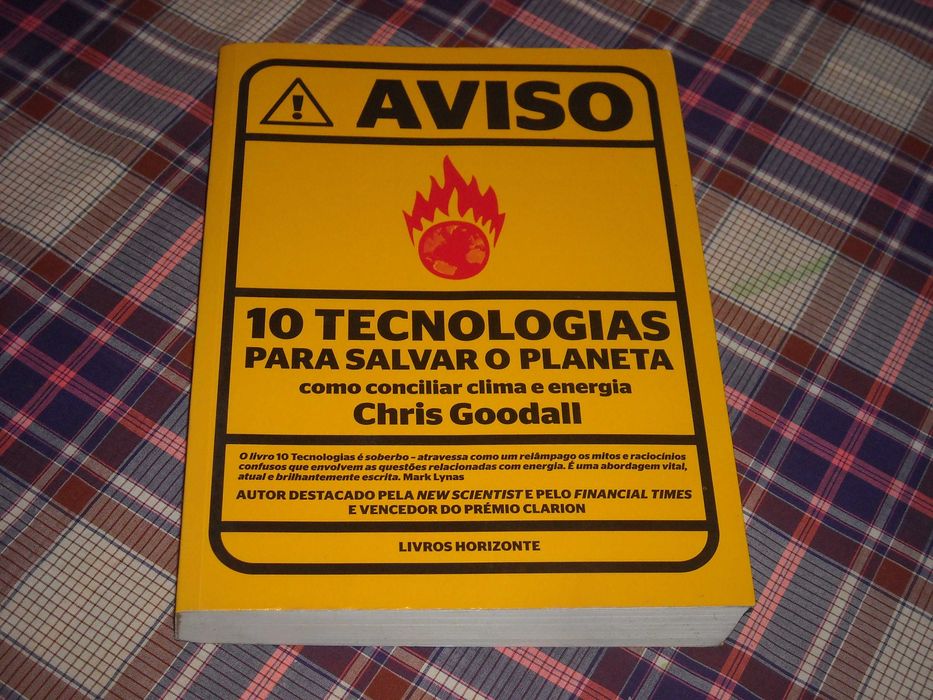 AVISO
10 TECNOLOGIAS
PARA SALVAR O PLANETA
como conciliar clima e energia
Chris Goodall
O livro 10 Tecnologias é soberbo – atravessa como um relâmpago os mitos e raciocínios
confusos que envolvem as questões relacionadas com energia. É uma abordagem vital,
atual e brilhantemente escrita. Mark Lynas
AUTOR DESTACADO PELA NEW SCIENTIST E PELO FINANCIAL TIMES
E VENCEDOR DO PRÉMIO CLARION
LIVROS HORIZONTE